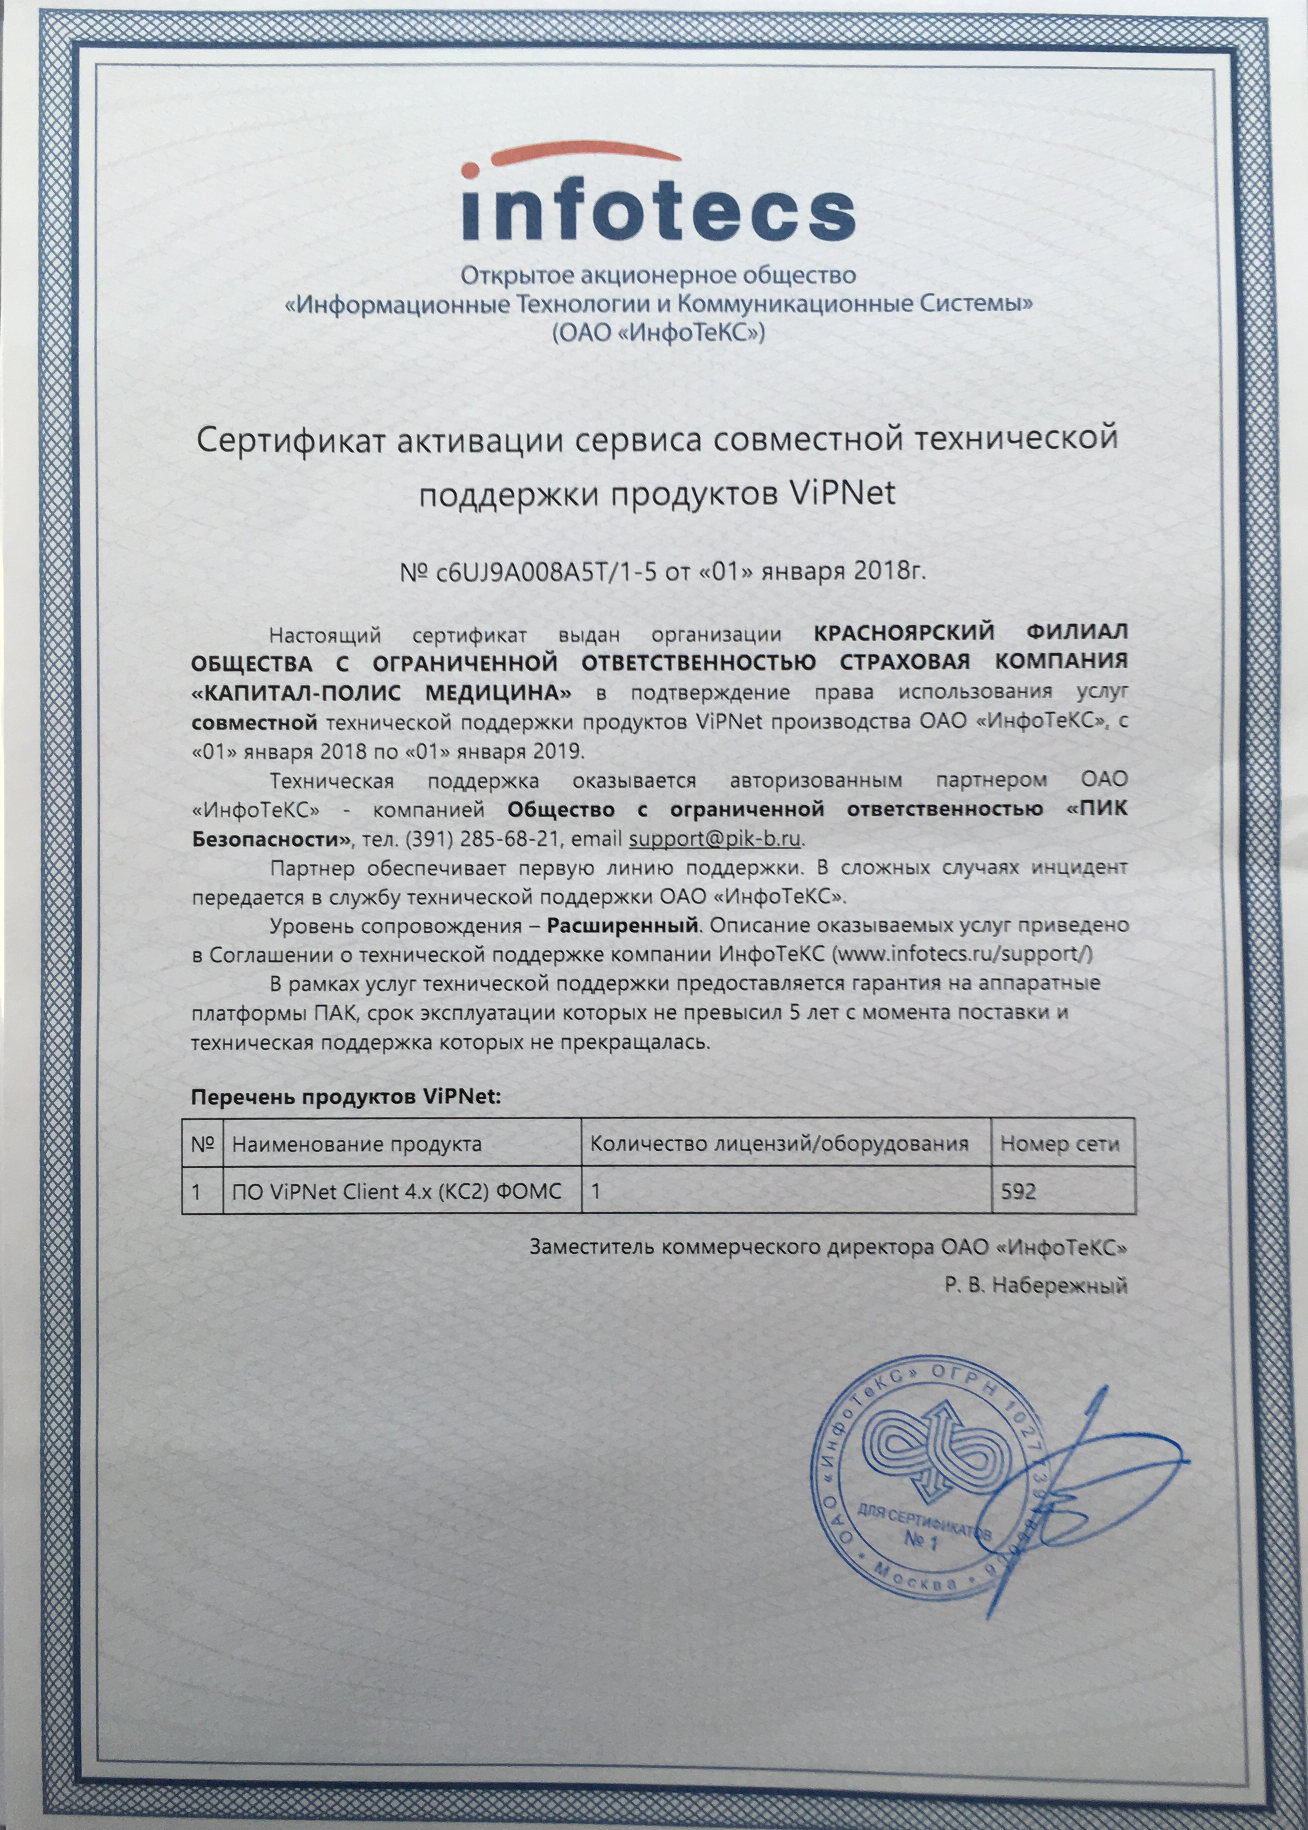 infotecs
Открытое акционерное общество
«Информационные Технологии и Коммуникационные Системы»
(ОАО «ИнфоТеКС»)
Сертификат активации сервиса совместной технической
поддержки продуктов ViPNet
№ c6UJ9A008A5T/1-5 от «01» января 2018г.
Настоящий сертификат выдан организации КРАСНОЯРСКИЙ ФИЛИАЛ
ОБЩЕСТВА С ОГРАНИЧЕННОЙ ОТВЕТСТВЕННОСТЬЮ СТРАХОВАЯ КОМПАНИЯ
«КАПИТАЛ-ПОЛИС МЕДИЦИНА» в подтверждение права использования услуг
совместной технической поддержки продуктов ViPNet производства ОАО «ИнфоТеКС», с
«01» января 2018 по «01» января 2019.
Техническая поддержка оказывается авторизованным партнером ОАО
«ИнфоТеКС» - компанией Общество с ограниченной ответственностью «ПИК
Безопасности», тел. (391) 285-68-21, email support@pik-b.ru.
Партнер обеспечивает первую линию поддержки. В сложных случаях инцидент
передается в службу технической поддержки ОАО «ИнфоТеКС».
Уровень сопровождения – Расширенный. Описание оказываемых услуг приведено
в Соглашении о технической поддержке компании ИнфоТеКС (www.infotecs.ru/support/)
В рамках услуг технической поддержки предоставляется гарантия на аппаратные
платформы ПАК, срок эксплуатации которых не превысил 5 лет с момента поставки и
техническая поддержка которых не прекращалась.
Перечень продуктов ViPNet:
№ Наименование продукта Количество лицензий/оборудования Номер сети
1 ПО ViPNet Client 4.x (КС2) ФОМС 1 592
Заместитель коммерческого директора ОАО «ИнфоТеКС»
Р. В. Набережный
ОАО «ИнфоТеКС» ОГРН
ДЛЯ СЕРТИФИКАТОВ
№ 1
• Москва •